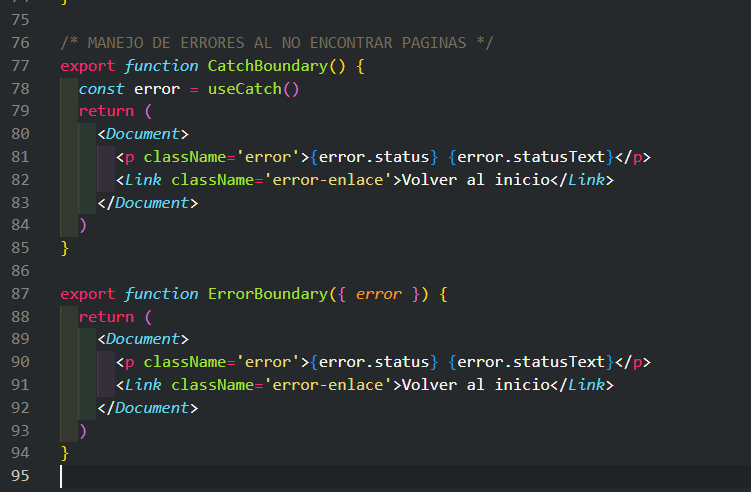 75
76 /* MANEJO DE ERRORES AL NO ENCONTRAR PAGINAS */
77 export function CatchBoundary() {
78   const error = useCatch()
79   return (
80     <Document>
81       <p className='error'>{error.status} {error.statusText}</p>
82       <Link className='error-enlace'>Volver al inicio</Link>
83     </Document>
84   )
85 }
86
87 export function ErrorBoundary({ error }) {
88   return (
89     <Document>
90       <p className='error'>{error.status} {error.statusText}</p>
91       <Link className='error-enlace'>Volver al inicio</Link>
92     </Document>
93   )
94 }
95